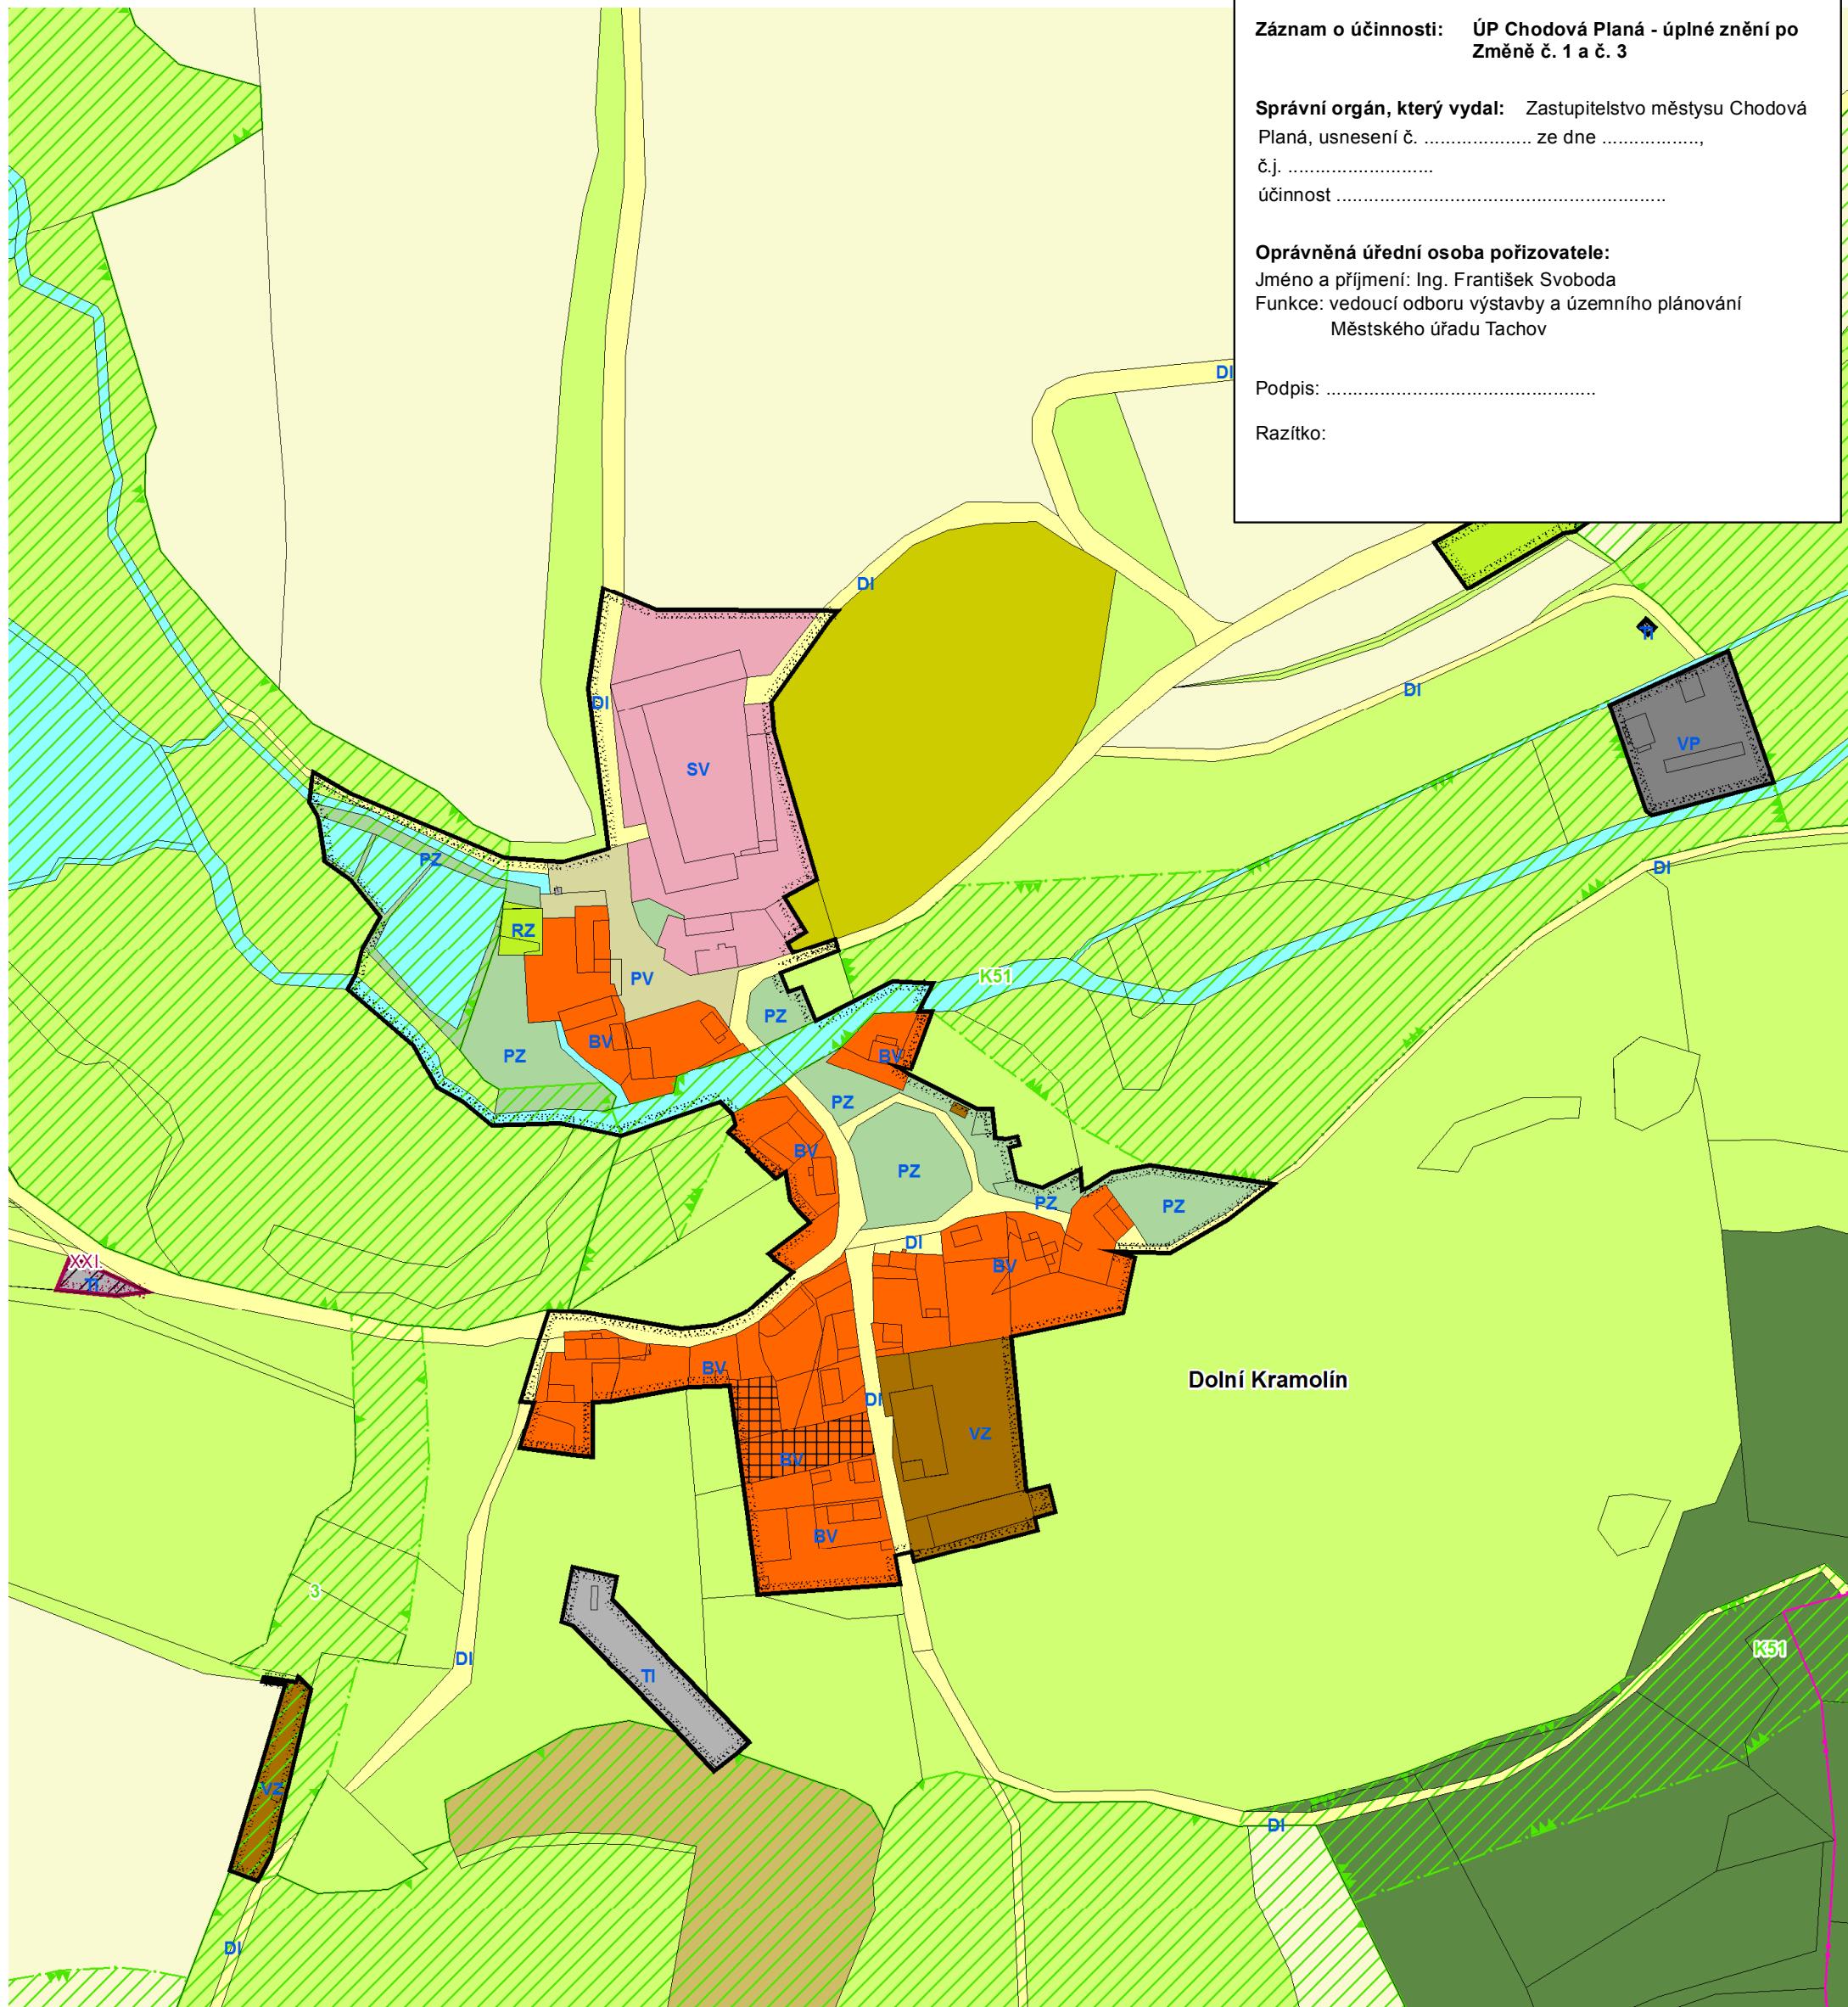 Záznam o účinnosti: ÚP Chodová Planá - úplné znění po
Změně č. 1 a č. 3
Správní orgán, který vydal: Zastupitelstvo městysu Chodová
Planá, usnesení č. .................... ze dne ..................,
č.j. ...........................
účinnost .............................................................
Oprávněná úřední osoba pořizovatele:
Jméno a příjmení: Ing. František Svoboda
Funkce: vedoucí odboru výstavby a územního plánování
Městského úřadu Tachov
Podpis: ..................................................
Razítko:
DI
DI
TI
DI
DI
VP
SV
PZ
DI
RZ
PV
K51
PZ
BV
PZ
BV
PZ
BV
PZ
PZ
PZ
DI
XXI.
TI
BV
BV
Dolní Kramolín
DI
VZ
BV
BV
3
DI
TI
K51
VZ
DI
DI